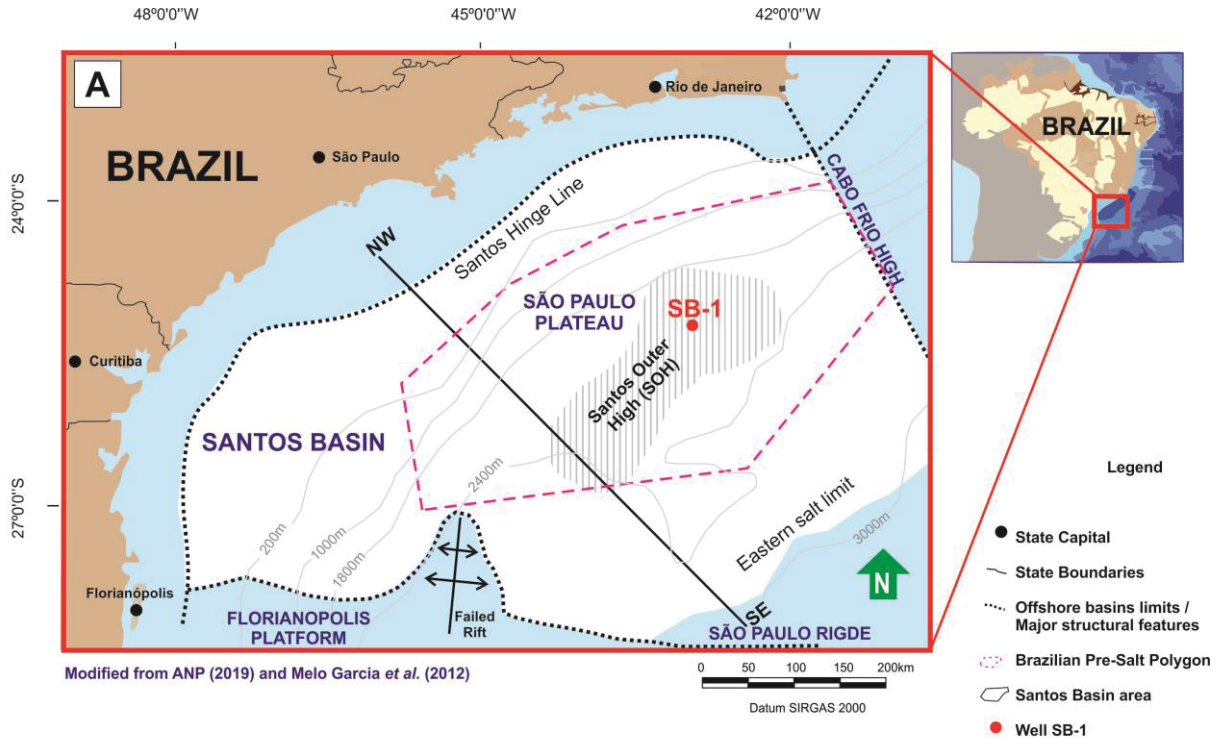 48º0'0"W
45º0'0"W
42º0'0"W
A
BRAZIL
Rio de Janeiro
São Paulo
BRAZIL
24º0'0"S
CABO FRIO HIGH
Santos Hinge Line
NW
SÃO PAULO
PLATEAU
SB-1
Curitiba
Santos Outer
High (SOH)
SANTOS BASIN
Legend
2400m
27º0'0"S
200m
1000m
1800m
Eastern salt limit
3000m
State Capital
N
State Boundaries
Florianópolis
FLORIANOPOLIS
PLATFORM
Failed
Rift
SE
SÃO PAULO RIGDE
Offshore basins limits /
Major structural features
Modified from ANP (2019) and Melo Garcia et al. (2012)
0 50 100 150 200km
Datum SIRGAS 2000
Brazilian Pre-Salt Polygon
Santos Basin area
Well SB-1